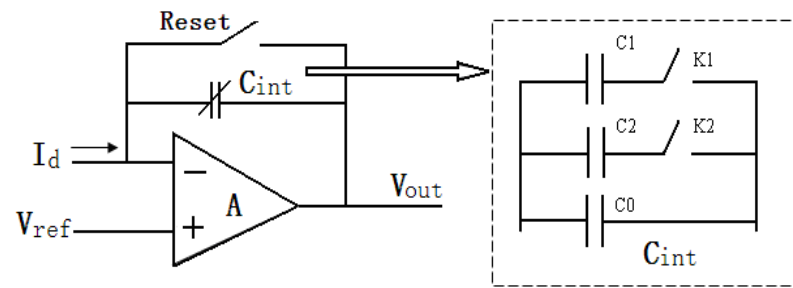 Reset
Cint
Id
A
Vref
Vout
C1
K1
C2
K2
C0
Cint